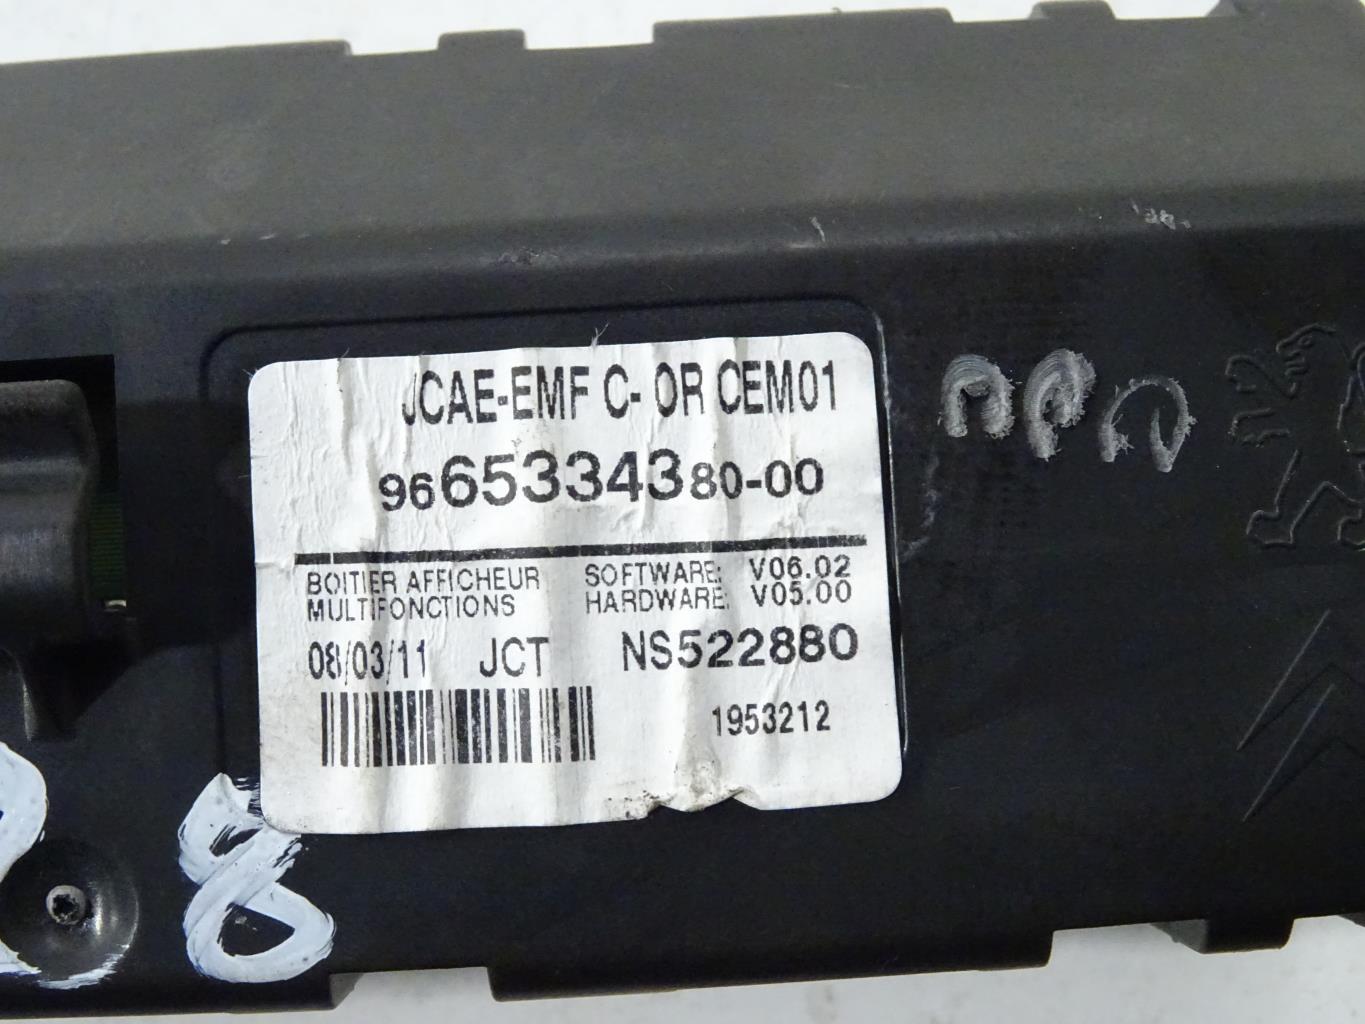 JCAE-EMF C- OR CEM01
9665334380-00
BOITIER AFFICHEUR
MULTIFONCTIONS
SOFTWARE: V06.02
HARDWARE: V05.00
08/03/11 JCT NS522880
1953212
8